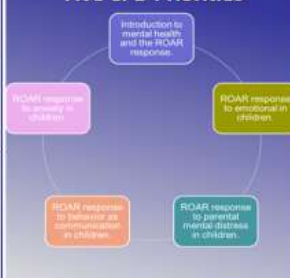 Introduction to
mental health
and the ROAR
response.
ROAR response
to emotional in
children.
ROAR response
to parental
mental distress
in children.
ROAR response
to behavior as
communication
in children.
ROAR response
to anxiety in
children.